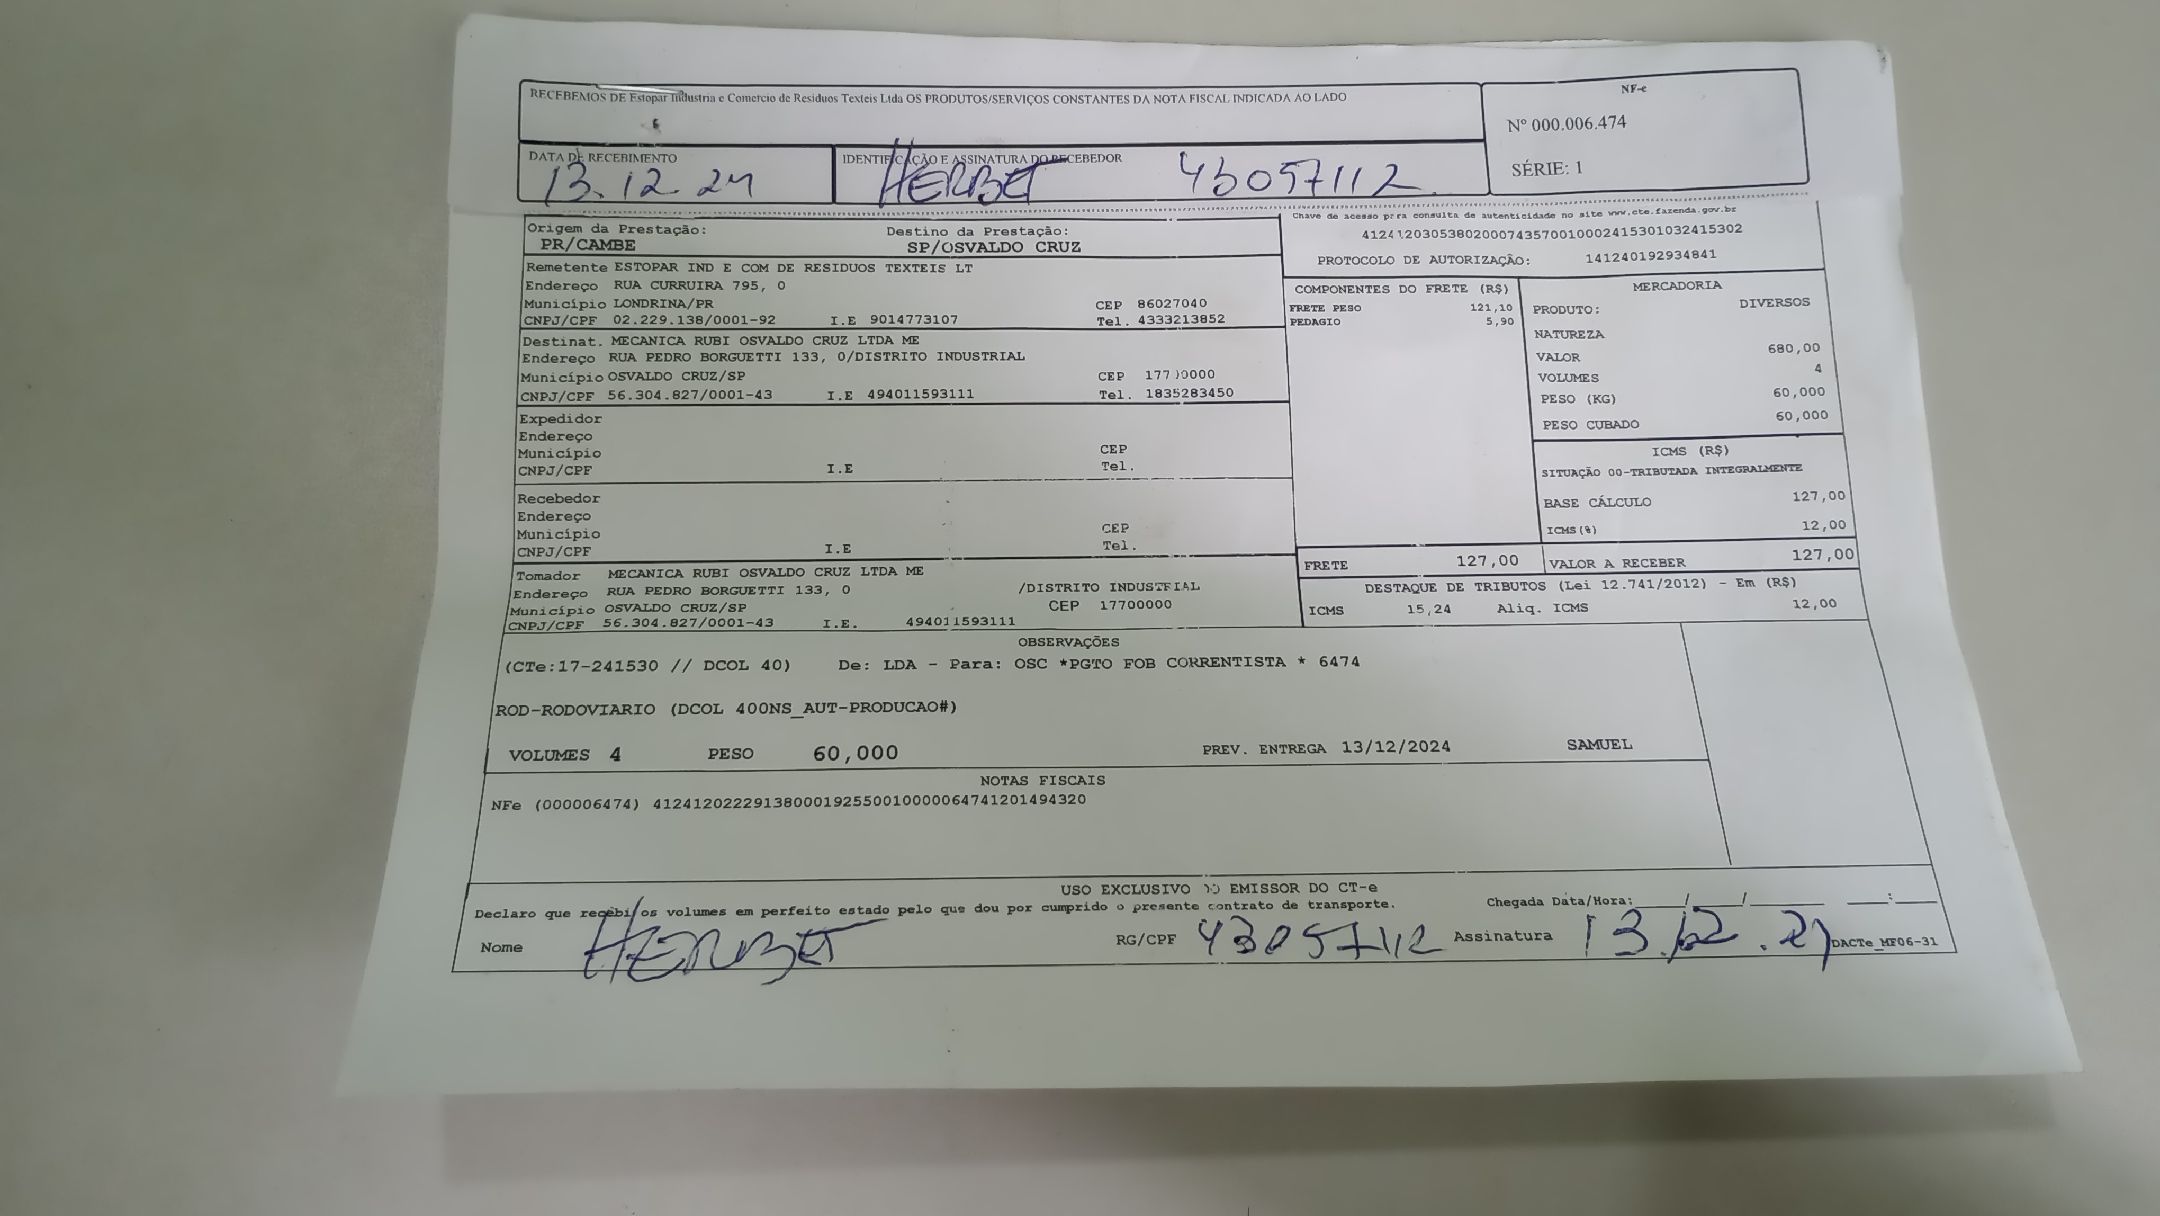 RECEBEMOS DE Estopar Industria e Comercio de Residuos Texteis Ltda OS PRODUTOS/SERVIÇOS CONSTANTES DA NOTA FISCAL INDICADA AO LADO
NF-e
Nº 000.006.474
SÉRIE: 1
DATA DE RECEBIMENTO
13.12.24
IDENTIFICAÇÃO E ASSINATURA DO RECEBEDOR
HERBET 43057112
Origem da Prestação: Destino da Prestação:
PR/CAMBE SP/OSVALDO CRUZ
Chave de acesso para consulta de autenticidade no site www.cte.fazenda.gov.br
41241203053802000743570010002415301032415302
PROTOCOLO DE AUTORIZAÇÃO: 141240192934841
Remetente ESTOPAR IND E COM DE RESIDUOS TEXTEIS LT
Endereço RUA CURRUIRA 795, 0
Município LONDRINA/PR CEP 86027040
CNPJ/CPF 02.229.138/0001-92 I.E 9014773107 Tel. 4333213852
Destinat. MECANICA RUBI OSVALDO CRUZ LTDA ME
Endereço RUA PEDRO BORGUETTI 133, 0/DISTRITO INDUSTRIAL
Município OSVALDO CRUZ/SP CEP 17700000
CNPJ/CPF 56.304.827/0001-43 I.E 494011593111 Tel. 1835283450
Expedidor
Endereço
Município CEP
CNPJ/CPF I.E Tel.
Recebedor
Endereço
Município CEP
CNPJ/CPF I.E Tel.
Tomador MECANICA RUBI OSVALDO CRUZ LTDA ME
Endereço RUA PEDRO BORGUETTI 133, 0 /DISTRITO INDUSTRIAL
Município OSVALDO CRUZ/SP CEP 17700000
CNPJ/CPF 56.304.827/0001-43 I.E. 494011593111
COMPONENTES DO FRETE (R$)
FRETE PESO 121,10
PEDAGIO 5,90
MERCADORIA
PRODUTO: DIVERSOS
NATUREZA
VALOR 680,00
VOLUMES 4
PESO (KG) 60,000
PESO CUBADO 60,000
ICMS (R$)
SITUAÇÃO 00-TRIBUTADA INTEGRALMENTE
BASE CÁLCULO 127,00
ICMS(%) 12,00
FRETE 127,00 VALOR A RECEBER 127,00
DESTAQUE DE TRIBUTOS (Lei 12.741/2012) - Em (R$)
ICMS 15,24 Aliq. ICMS 12,00
OBSERVAÇÕES
(CTe:17-241530 // DCOL 40) De: LDA - Para: OSC *PGTO FOB CORRENTISTA * 6474
ROD-RODOVIARIO (DCOL 400NS_AUT-PRODUCAO#)
VOLUMES 4 PESO 60,000 PREV. ENTREGA 13/12/2024 SAMUEL
NOTAS FISCAIS
NFe (000006474) 41241202229138000192550010000064741201494320
USO EXCLUSIVO DO EMISSOR DO CT-e
Declaro que recebi os volumes em perfeito estado pelo que dou por cumprido o presente contrato de transporte. Chegada Data/Hora: ____/____/____ ____:____
Nome HERBET RG/CPF 43057112 Assinatura 13.12.24 DACTe_MF06-31